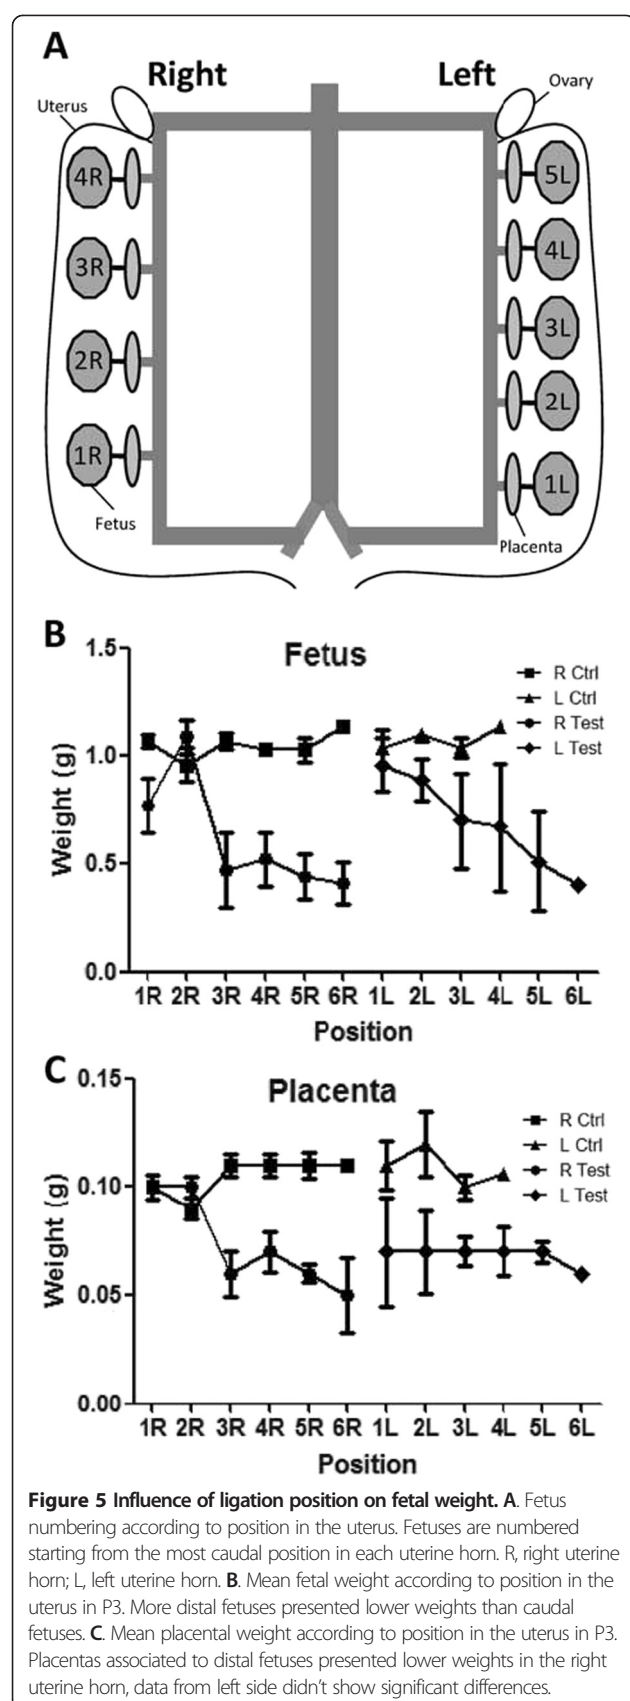 A
Right
Left
Ovary
Uterus
4R
5L
3R
4L
3L
2R
2L
1R
1L
Fetus
Placenta
B
Fetus
1.5
1.0
0.5
0.0
Weight (g)
R Ctrl
L Ctrl
R Test
L Test
1R 2R 3R 4R 5R 6R 1L 2L 3L 4L 5L 6L
Position
C
Placenta
0.15
0.10
0.05
0.00
Weight (g)
R Ctrl
L Ctrl
R Test
L Test
1R 2R 3R 4R 5R 6R 1L 2L 3L 4L 5L 6L
Position
Figure 5 Influence of ligation position on fetal weight. A. Fetus
numbering according to position in the uterus. Fetuses are numbered
starting from the most caudal position in each uterine horn. R, right uterine
horn; L, left uterine horn. B. Mean fetal weight according to position in the
uterus in P3. More distal fetuses presented lower weights than caudal
fetuses. C. Mean placental weight according to position in the uterus in P3.
Placentas associated to distal fetuses presented lower weights in the right
uterine horn, data from left side didn't show significant differences.